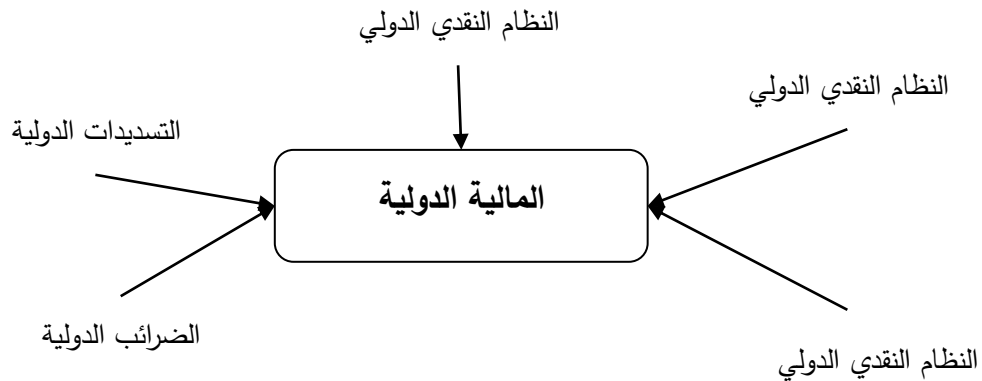 النظام النقدي الدولي
النظام النقدي الدولي
التسديدات الدولية
المالية الدولية
الضرائب الدولية
النظام النقدي الدولي